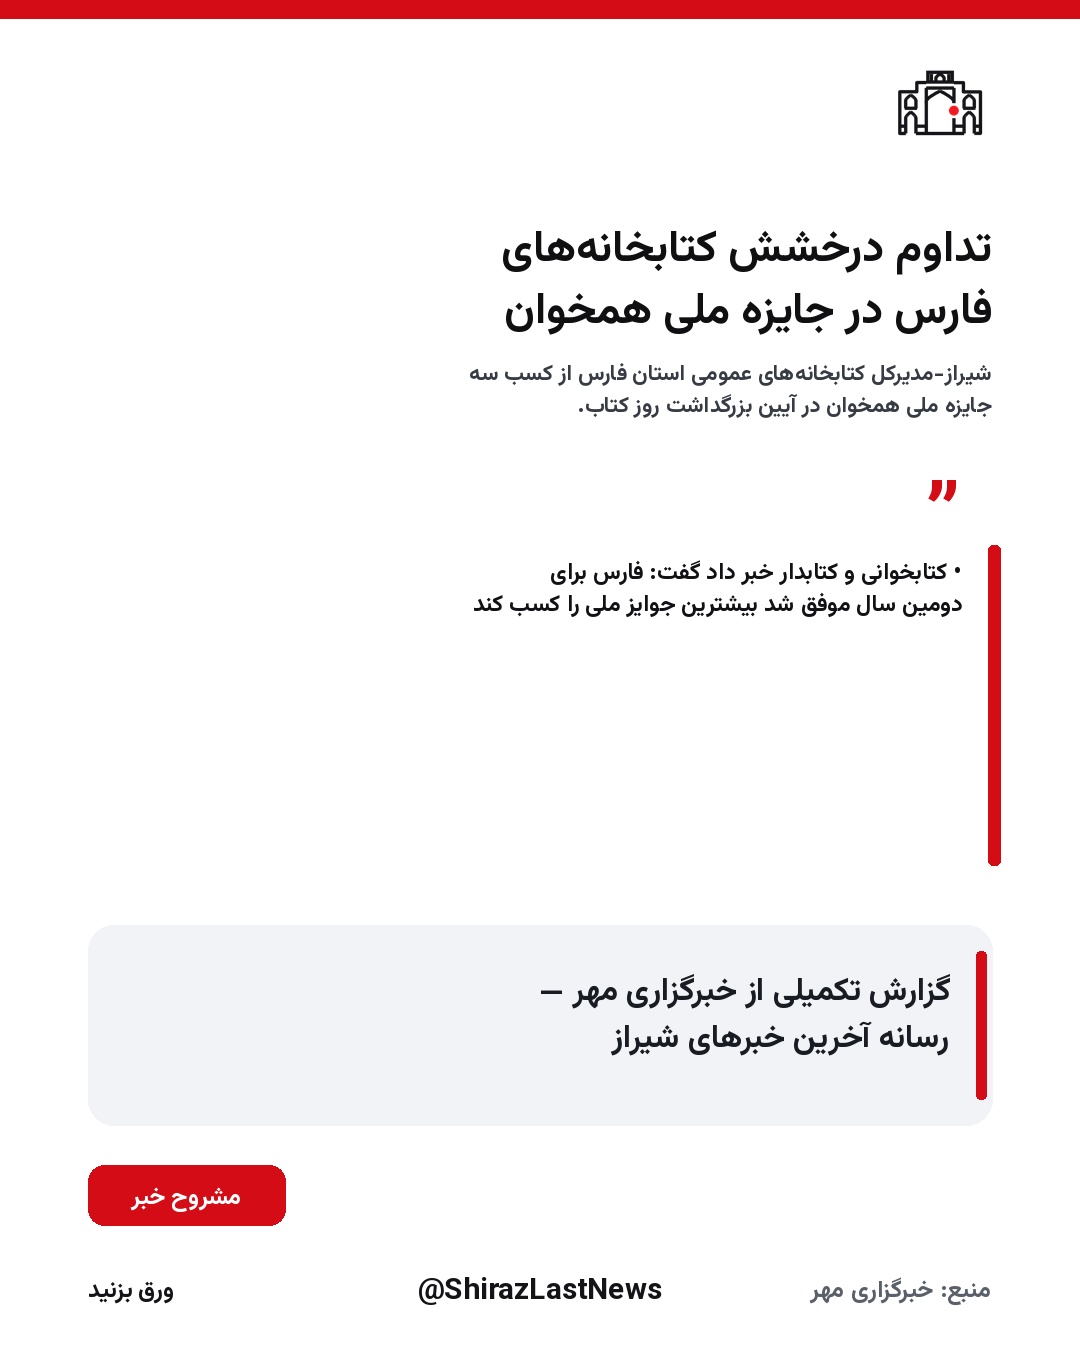 تداوم درخشش کتابخانه‌های
فارس در جایزه ملی همخوان
شیراز-مدیرکل کتابخانه‌های عمومی استان فارس از کسب سه
جایزه ملی همخوان در آیین بزرگداشت روز کتاب.
”
• کتابخوانی و کتابدار خبر داد گفت: فارس برای
دومین سال موفق شد بیشترین جوایز ملی را کسب کند
گزارش تکمیلی از خبرگزاری مهر —
رسانه آخرین خبرهای شیراز
مشروح خبر
منبع: خبرگزاری مهر
@ShirazLastNews
ورق بزنید